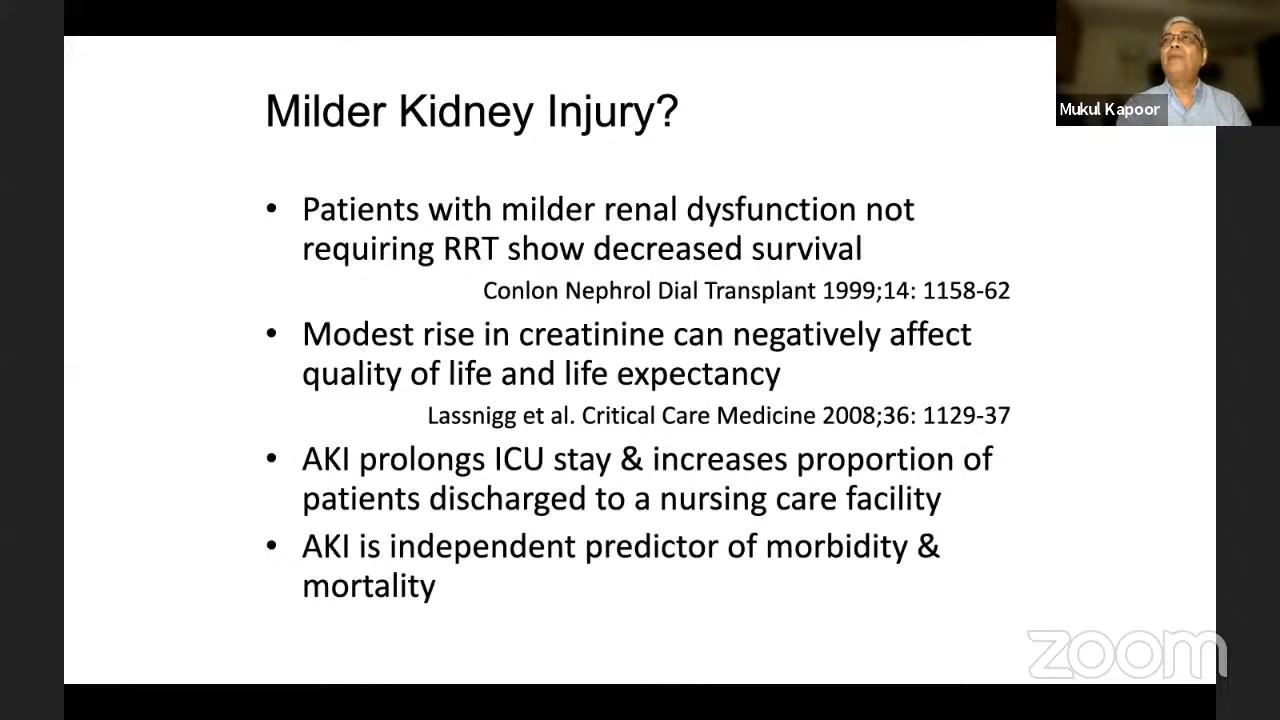 Mukul Kapoor
Milder Kidney Injury?
• Patients with milder renal dysfunction not
requiring RRT show decreased survival
Conlon Nephrol Dial Transplant 1999;14: 1158-62
• Modest rise in creatinine can negatively affect
quality of life and life expectancy
Lassnigg et al. Critical Care Medicine 2008;36: 1129-37
• AKI prolongs ICU stay & increases proportion of
patients discharged to a nursing care facility
• AKI is independent predictor of morbidity &
mortality
zoom